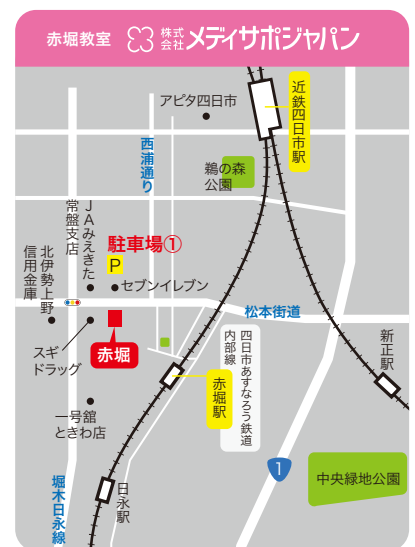 赤堀教室 株式会社 メディサポジャパン
アピタ四日市
近鉄四日市駅
西浦通り
鵜の森
公園
JAみえきた
常盤支店
北伊勢上野
信用金庫
駐車場①
P
セブンイレブン
松本街道
スギ
ドラッグ
赤堀
四日市あすなろう鉄道
内部線
赤堀駅
新正駅
一号舘
ときわ店
1
中央緑地公園
堀木日永線
日永駅